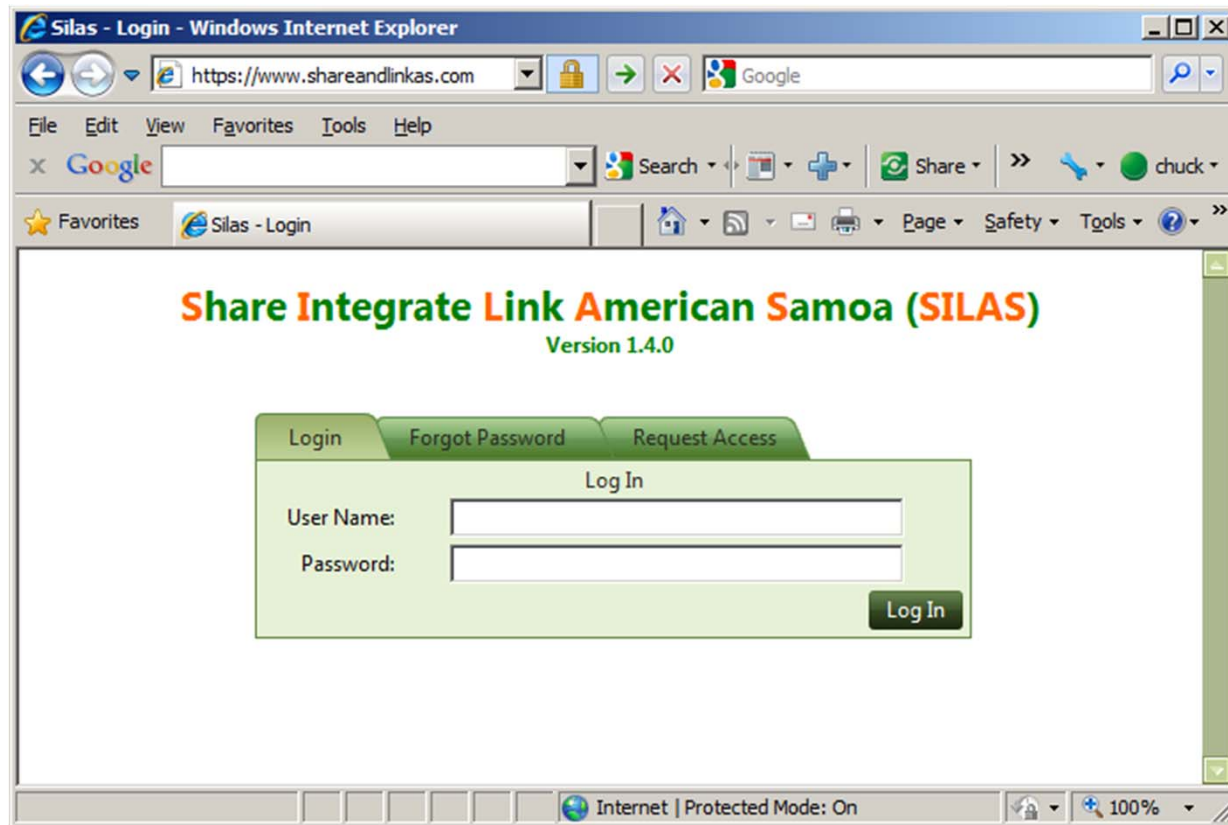 Silas - Login - Windows Internet Explorer
https://www.shareandlinkas.com Google
File Edit View Favorites Tools Help
x Google Search Share » chuck
Favorites Silas - Login Page Safety Tools »
Share Integrate Link American Samoa (SILAS)
Version 1.4.0
Login Forgot Password Request Access
Log In
User Name:
Password:
Log In
Internet | Protected Mode: On 100%